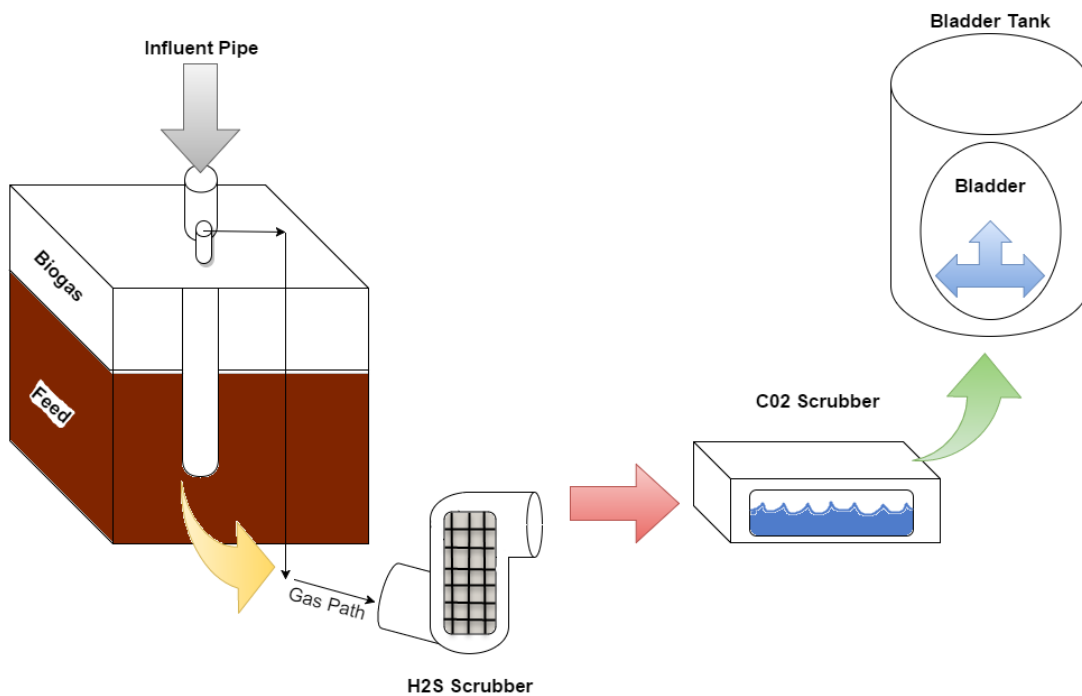 Bladder Tank
Influent Pipe
Bladder
Biogas
Feed
C02 Scrubber
Gas Path
H2S Scrubber